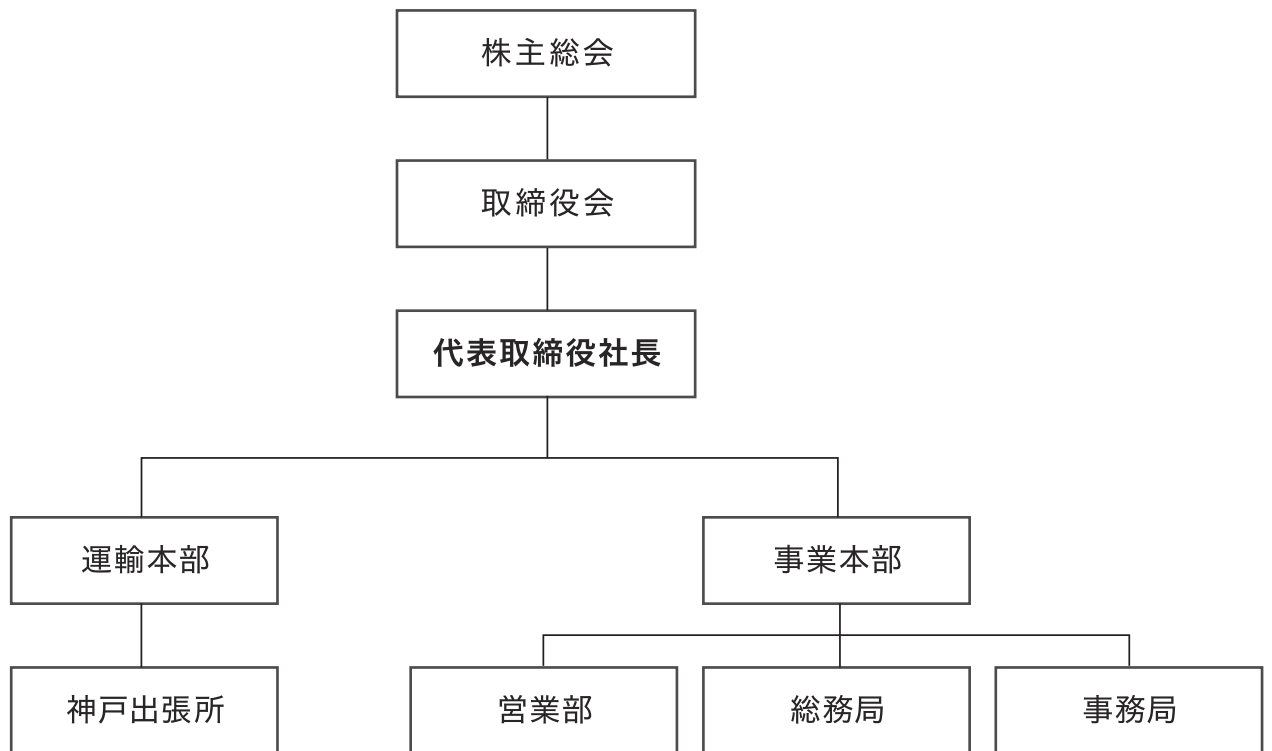 株主総会
取締役会
代表取締役社長
運輸本部
事業本部
神戸出張所
営業部
総務局
事務局